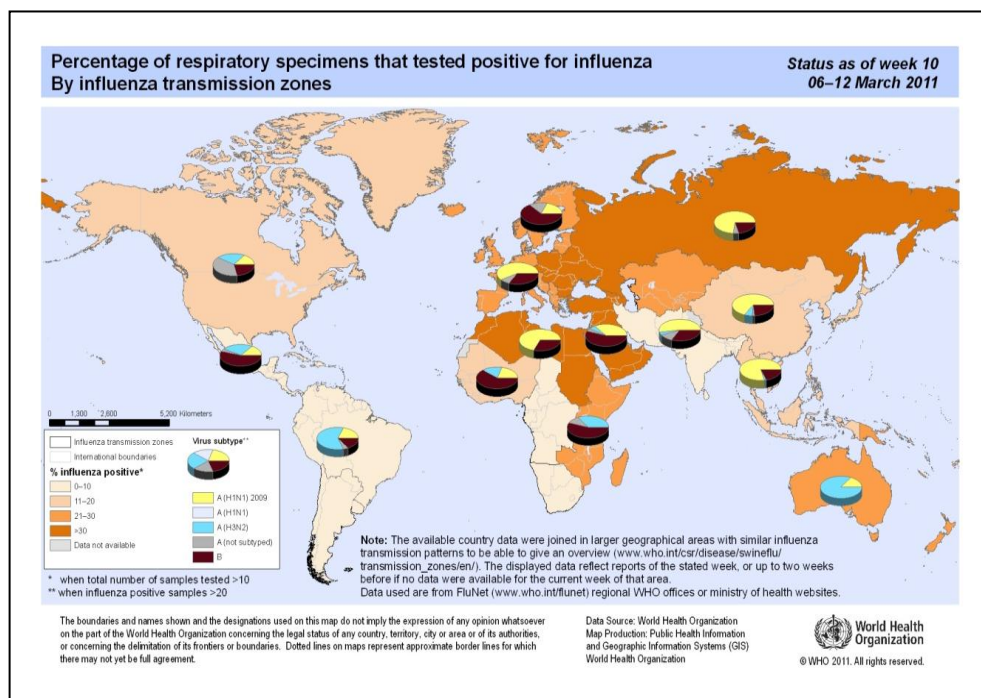 Percentage of respiratory specimens that tested positive for influenza
By influenza transmission zones
Status as of week 10
06–12 March 2011
0 1,300 2,600 5,200 Kilometers
Influenza transmission zones
International boundaries
% influenza positive*
0–10
11–20
21–30
>30
Data not available
Virus subtype**
A (H1N1) 2009
A (H1N1)
A (H3N2)
A (not subtyped)
B
* when total number of samples tested >10
** when influenza positive samples >20
Note: The available country data were joined in larger geographical areas with similar influenza
transmission patterns to be able to give an overview (www.who.int/csr/disease/swineflu/
transmission_zones/en/). The displayed data reflect reports of the stated week, or up to two weeks
before if no data were available for the current week of that area.
Data used are from FluNet (www.who.int/flunet) regional WHO offices or ministry of health websites.
The boundaries and names shown and the designations used on this map do not imply the expression of any opinion whatsoever
on the part of the World Health Organization concerning the legal status of any country, territory, city or area or of its authorities,
or concerning the delimitation of its frontiers or boundaries. Dotted lines on maps represent approximate border lines for which
there may not yet be full agreement.
Data Source: World Health Organization
Map Production: Public Health Information
and Geographic Information Systems (GIS)
World Health Organization
World Health
Organization
© WHO 2011. All rights reserved.